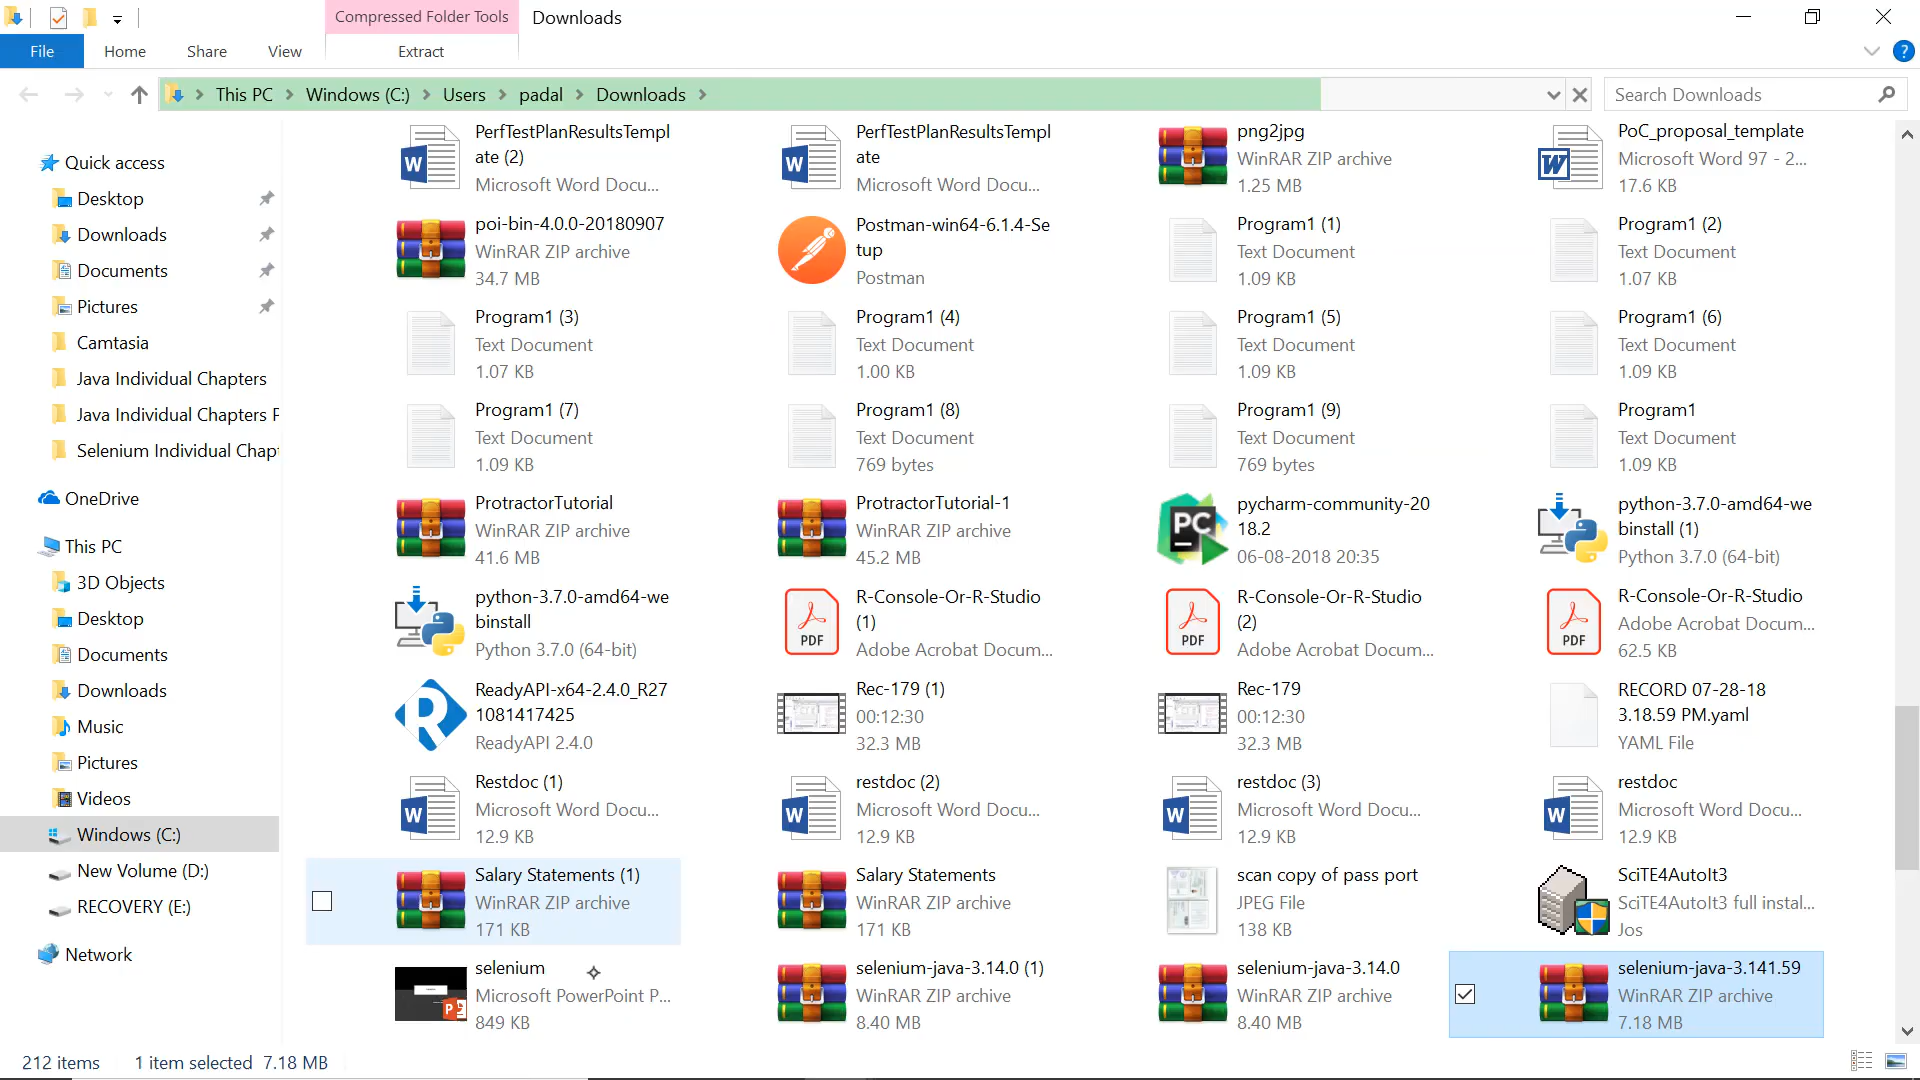 Compressed Folder Tools
Downloads
File
Home
Share
View
Extract
This PC
Windows (C:)
Users
padal
Downloads
Search Downloads
Quick access
Desktop
Downloads
Documents
Pictures
Camtasia
Java Individual Chapters
Java Individual Chapters F
Selenium Individual Chapt
OneDrive
This PC
3D Objects
Desktop
Documents
Downloads
Music
Pictures
Videos
Windows (C:)
New Volume (D:)
RECOVERY (E:)
Network
PerfTestPlanResultsTempl
ate (2)
Microsoft Word Docu...
PerfTestPlanResultsTempl
ate
Microsoft Word Docu...
png2jpg
WinRAR ZIP archive
1.25 MB
PoC_proposal_template
Microsoft Word 97 - 2...
17.6 KB
poi-bin-4.0.0-20180907
WinRAR ZIP archive
34.7 MB
Postman-win64-6.1.4-Se
tup
Postman
Program1 (1)
Text Document
1.09 KB
Program1 (2)
Text Document
1.07 KB
Program1 (3)
Text Document
1.07 KB
Program1 (4)
Text Document
1.00 KB
Program1 (5)
Text Document
1.09 KB
Program1 (6)
Text Document
1.09 KB
Program1 (7)
Text Document
1.09 KB
Program1 (8)
Text Document
769 bytes
Program1 (9)
Text Document
769 bytes
Program1
Text Document
1.09 KB
ProtractorTutorial
WinRAR ZIP archive
41.6 MB
ProtractorTutorial-1
WinRAR ZIP archive
45.2 MB
PC
pycharm-community-20
18.2
06-08-2018 20:35
python-3.7.0-amd64-we
binstall (1)
Python 3.7.0 (64-bit)
python-3.7.0-amd64-we
binstall
Python 3.7.0 (64-bit)
PDF
R-Console-Or-R-Studio
(1)
Adobe Acrobat Docum...
PDF
R-Console-Or-R-Studio
(2)
Adobe Acrobat Docum...
PDF
R-Console-Or-R-Studio
Adobe Acrobat Docum...
62.5 KB
ReadyAPI-x64-2.4.0_R27
1081417425
ReadyAPI 2.4.0
Rec-179 (1)
00:12:30
32.3 MB
Rec-179
00:12:30
32.3 MB
RECORD 07-28-18
3.18.59 PM.yaml
YAML File
Restdoc (1)
Microsoft Word Docu...
12.9 KB
restdoc (2)
Microsoft Word Docu...
12.9 KB
restdoc (3)
Microsoft Word Docu...
12.9 KB
restdoc
Microsoft Word Docu...
12.9 KB
Salary Statements (1)
WinRAR ZIP archive
171 KB
Salary Statements
WinRAR ZIP archive
171 KB
scan copy of pass port
JPEG File
138 KB
SciTE4AutoIt3
SciTE4AutoIt3 full instal...
Jos
selenium
Microsoft PowerPoint P...
849 KB
selenium-java-3.14.0 (1)
WinRAR ZIP archive
8.40 MB
selenium-java-3.14.0
WinRAR ZIP archive
8.40 MB
selenium-java-3.141.59
WinRAR ZIP archive
7.18 MB
212 items
1 item selected 7.18 MB